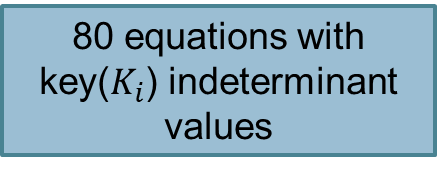 80 equations with
key(𝐾𝑖) indeterminant
values